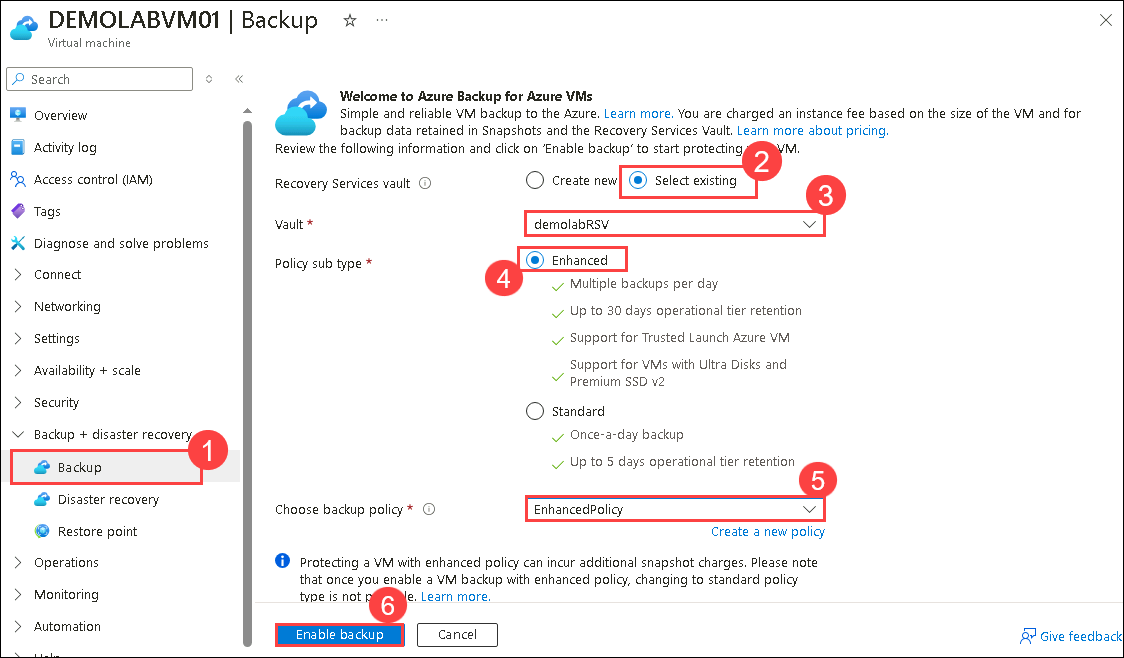 DEMOLABVM01 | Backup
Virtual machine
Search
Overview
Activity log
Access control (IAM)
Tags
Diagnose and solve problems
Connect
Networking
Settings
Availability + scale
Security
Backup + disaster recovery
1
Backup
Disaster recovery
Restore point
Operations
Monitoring
Automation
Welcome to Azure Backup for Azure VMs
Simple and reliable VM backup to the Azure. Learn more. You are charged an instance fee based on the size of the VM and for
backup data retained in Snapshots and the Recovery Services Vault. Learn more about pricing.
Review the following information and click on 'Enable backup' to start protecting VM.
2
Recovery Services vault
Create new
Select existing
3
Vault *
demolabRSV
Policy sub type *
4
Enhanced
Multiple backups per day
Up to 30 days operational tier retention
Support for Trusted Launch Azure VM
Support for VMs with Ultra Disks and
Premium SSD v2
Standard
Once-a-day backup
Up to 5 days operational tier retention
5
Choose backup policy *
EnhancedPolicy
Create a new policy
Protecting a VM with enhanced policy can incur additional snapshot charges. Please note
that once you enable a VM backup with enhanced policy, changing to standard policy
type is not Learn more.
6
Enable backup
Cancel
Give feedback